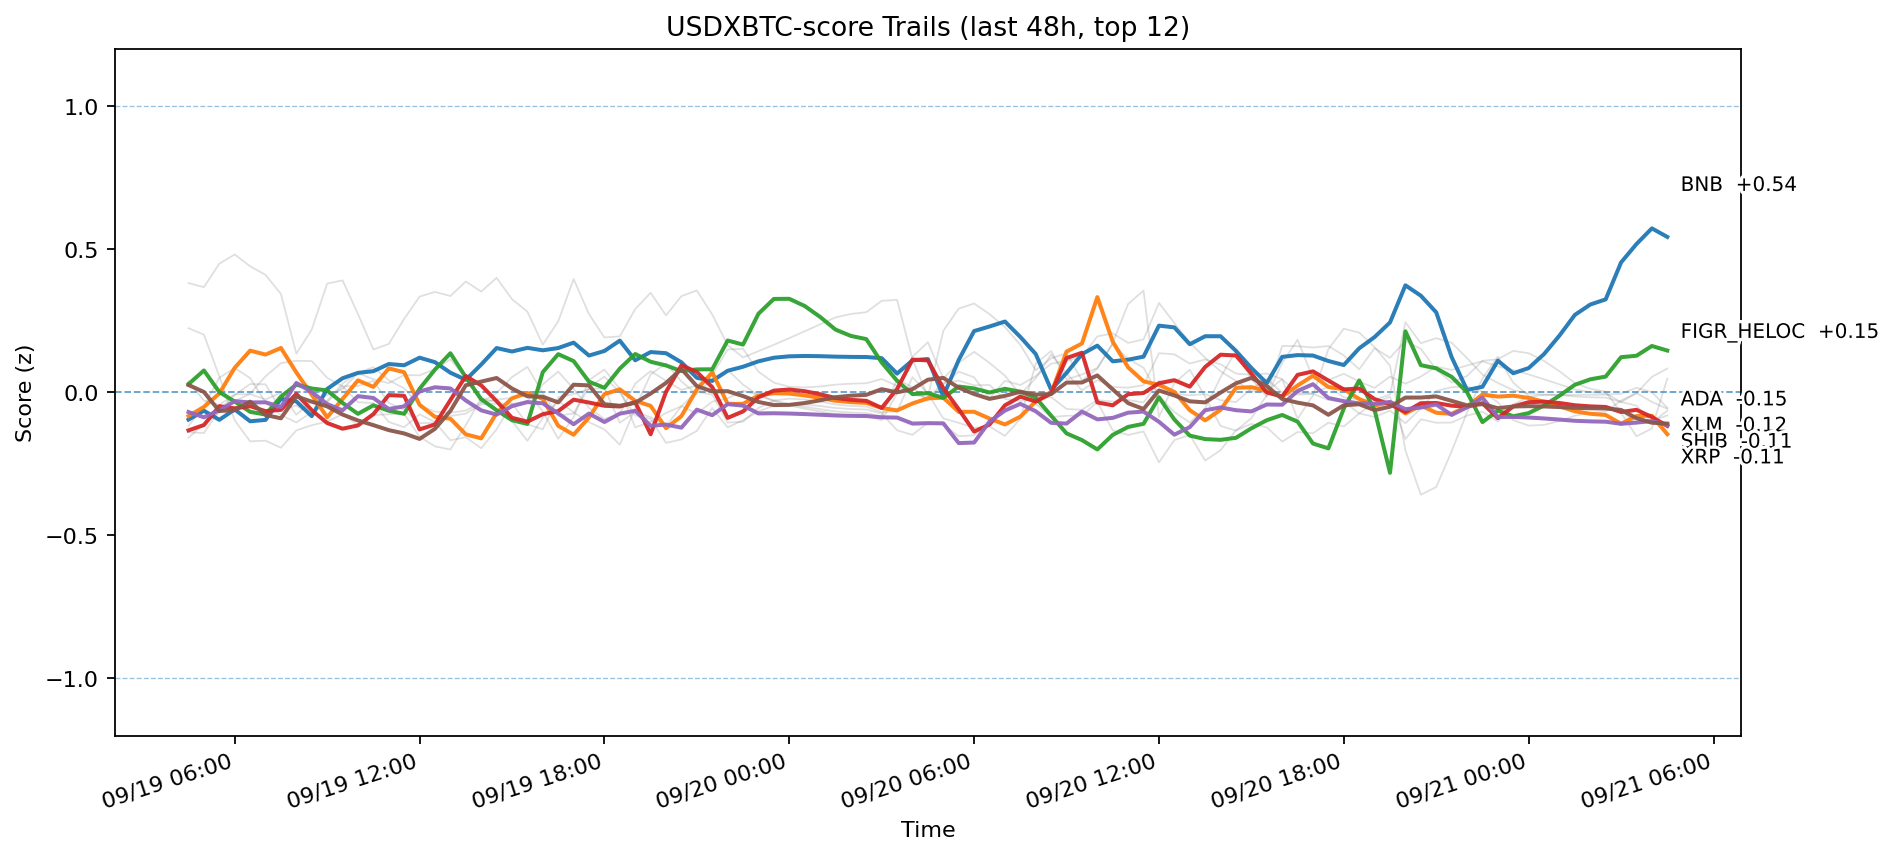 USDXBTC-score Trails (last 48h, top 12)
Score (z)
1.0
0.5
0.0
−0.5
−1.0
BNB +0.54
FIGR_HELOC +0.15
ADA -0.15
XLM -0.12
SHIB -0.11
XRP -0.11
09/19 06:00
09/19 12:00
09/19 18:00
09/20 00:00
09/20 06:00
09/20 12:00
09/20 18:00
09/21 00:00
09/21 06:00
Time